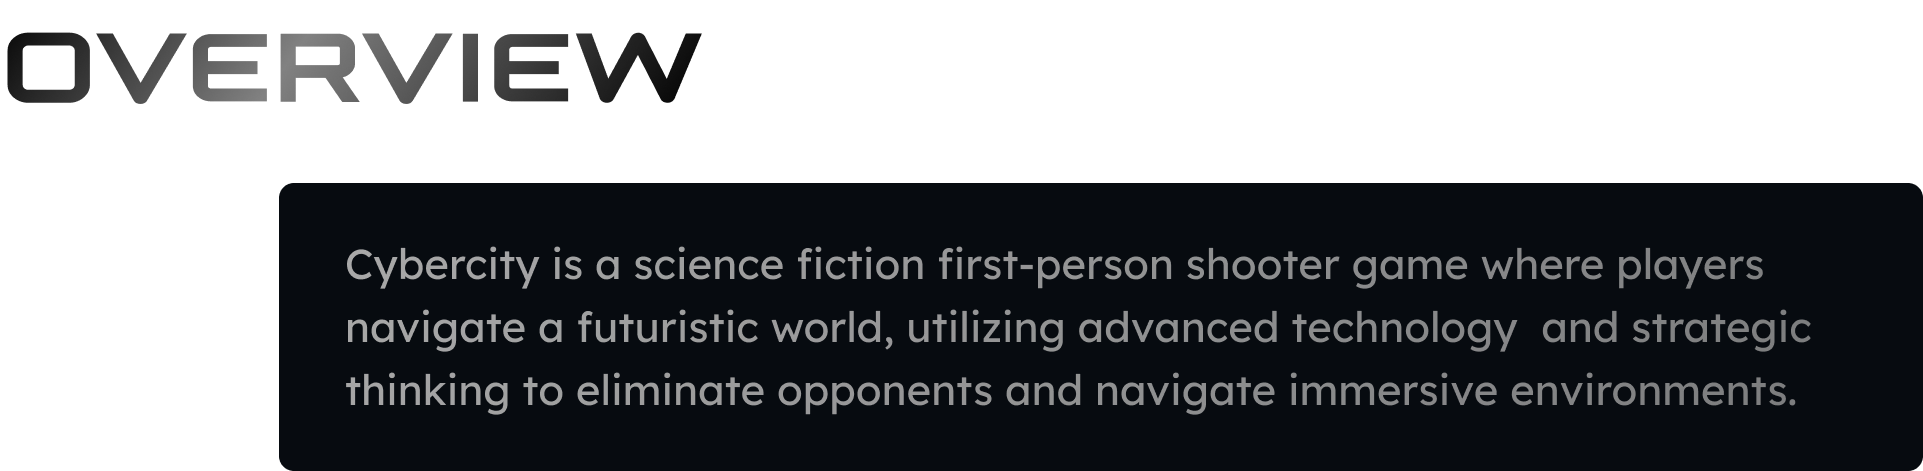 OVERVIEW
Cybercity is a science fiction first-person shooter game where players
navigate a futuristic world, utilizing advanced technology  and strategic
thinking to eliminate opponents and navigate immersive environments.